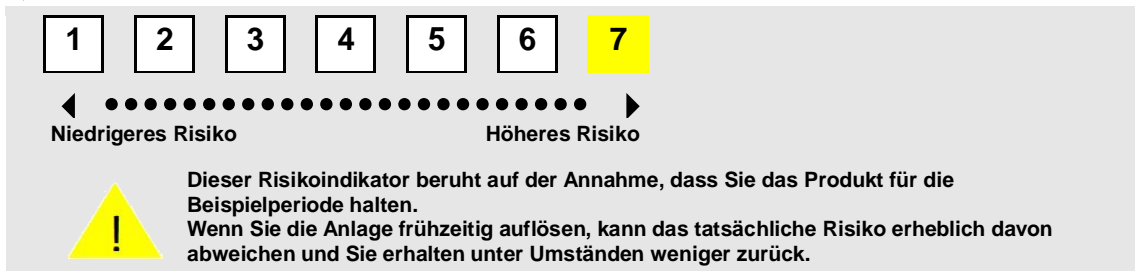 1 2 3 4 5 6 7
Niedrigeres Risiko Höheres Risiko
Dieser Risikoindikator beruht auf der Annahme, dass Sie das Produkt für die
Beispielperiode halten.
Wenn Sie die Anlage frühzeitig auflösen, kann das tatsächliche Risiko erheblich davon
abweichen und Sie erhalten unter Umständen weniger zurück.
!